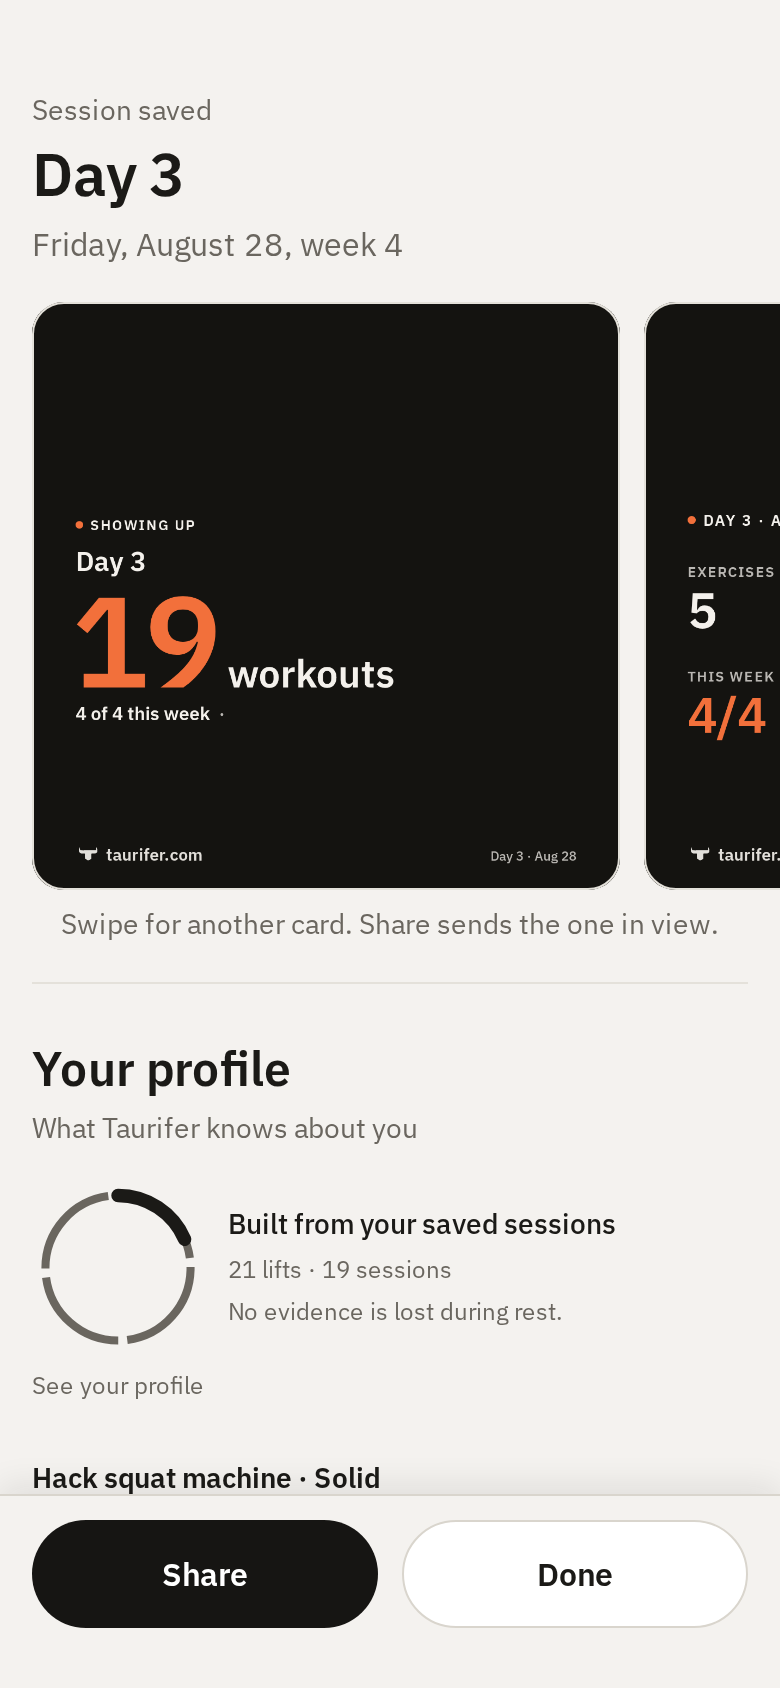 Session saved
Day 3
Friday, August 28, week 4
SHOWING UP
Day 3
19 workouts
4 of 4 this week ·
taurifer.com
Day 3 · Aug 28
DAY 3 · A
EXERCISES
5
THIS WEEK
4/4
taurifer.
Swipe for another card. Share sends the one in view.
Your profile
What Taurifer knows about you
Built from your saved sessions
21 lifts · 19 sessions
No evidence is lost during rest.
See your profile
Hack squat machine · Solid
Share
Done